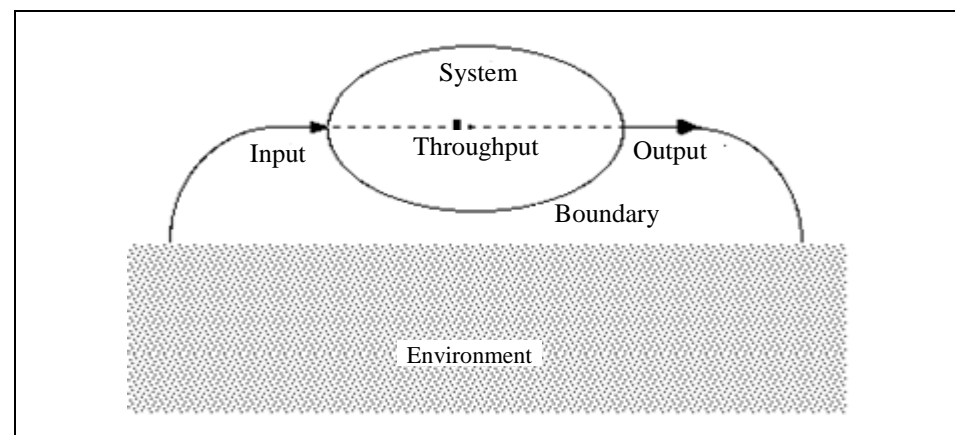 System
Input
Throughput
Output
Boundary
Environment